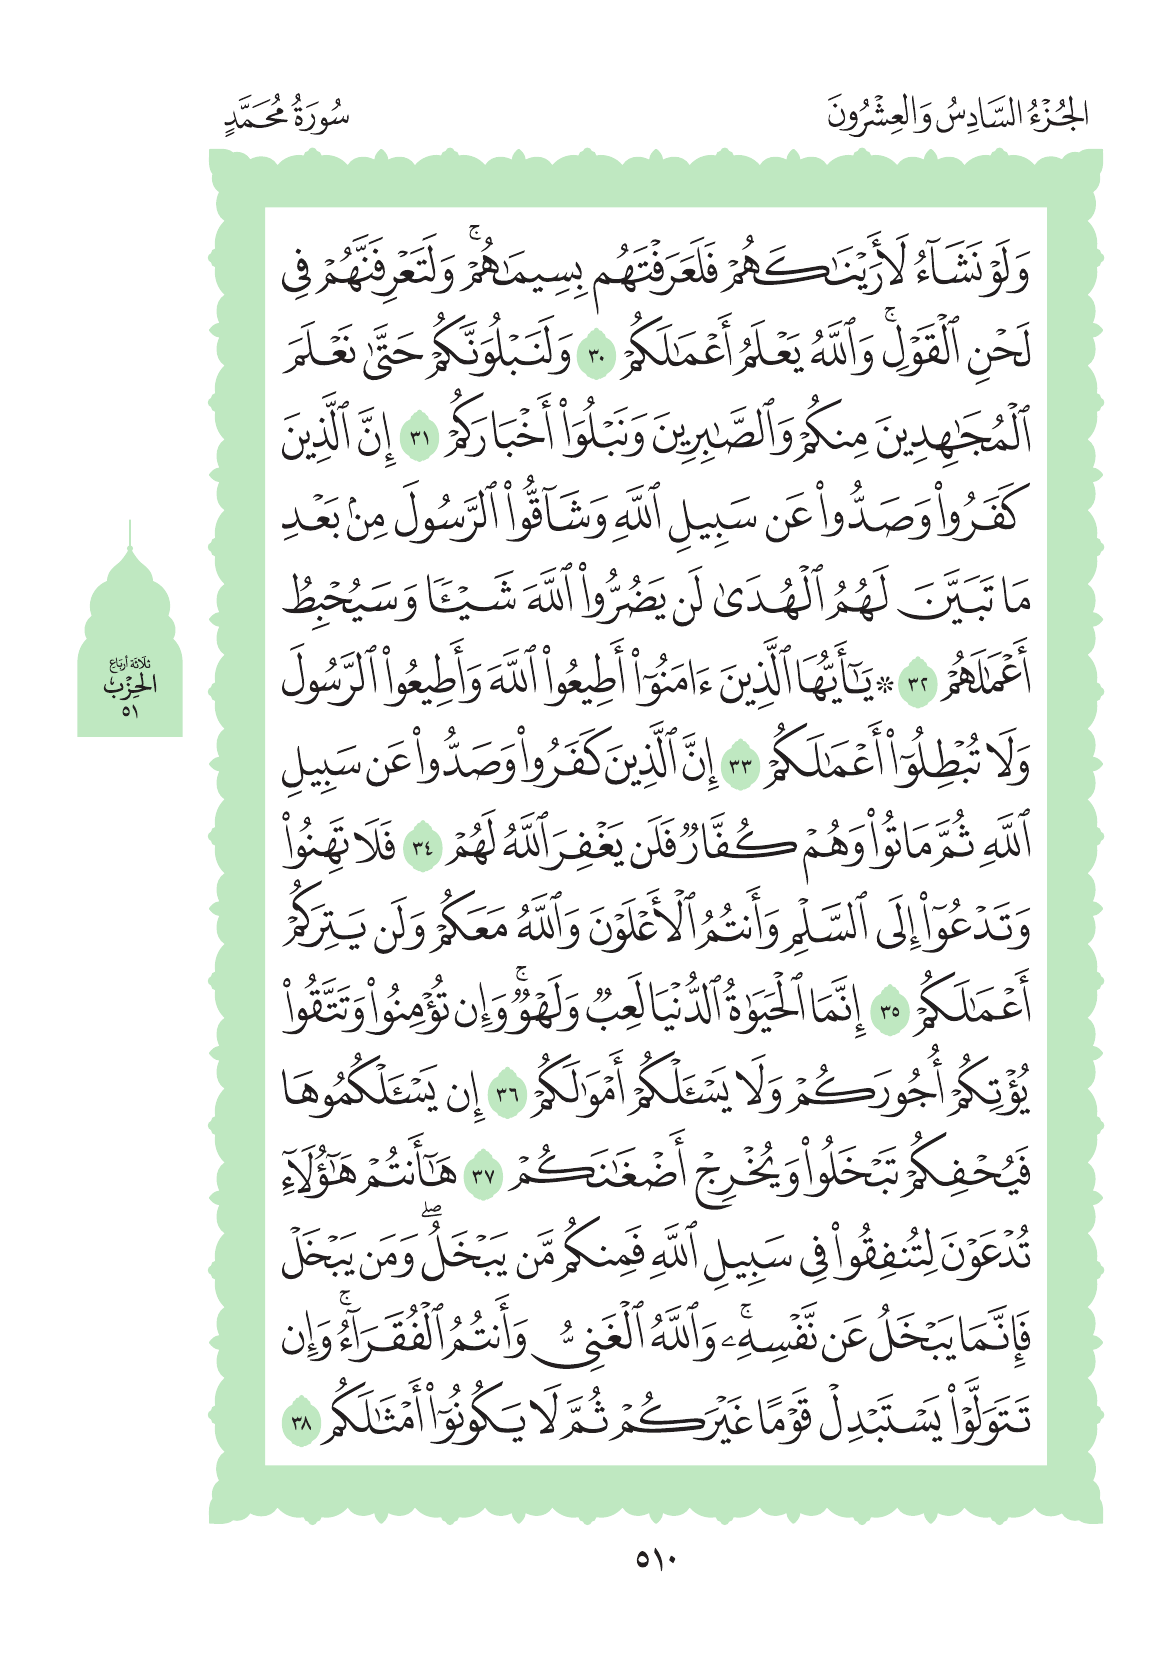 الجُزْءُ السَّادِسُ وَالعِشْرُونَ
سُورَةُ مُحَمَّدٍ
وَلَوۡ نَشَآءُ لَأَرَيۡنَٰكَهُمۡ فَلَعَرَفۡتَهُم بِسِيمَٰهُمۡۚ وَلَتَعۡرِفَنَّهُمۡ فِي
لَحۡنِ ٱلۡقَوۡلِۚ وَٱللَّهُ يَعۡلَمُ أَعۡمَٰلَكُمۡ ٣٠ وَلَنَبۡلُوَنَّكُمۡ حَتَّىٰ نَعۡلَمَ
ٱلۡمُجَٰهِدِينَ مِنكُمۡ وَٱلصَّٰبِرِينَ وَنَبۡلُوَاْ أَخۡبَارَكُمۡ ٣١ إِنَّ ٱلَّذِينَ
كَفَرُواْ وَصَدُّواْ عَن سَبِيلِ ٱللَّهِ وَشَآقُّواْ ٱلرَّسُولَ مِنۢ بَعۡدِ
مَا تَبَيَّنَ لَهُمُ ٱلۡهُدَىٰ لَن يَضُرُّواْ ٱللَّهَ شَيۡـٔٗا وَسَيُحۡبِطُ
أَعۡمَٰلَهُمۡ ٣٢ ۞ يَٰٓأَيُّهَا ٱلَّذِينَ ءَامَنُوٓاْ أَطِيعُواْ ٱللَّهَ وَأَطِيعُواْ ٱلرَّسُولَ
وَلَا تُبۡطِلُوٓاْ أَعۡمَٰلَكُمۡ ٣٣ إِنَّ ٱلَّذِينَ كَفَرُواْ وَصَدُّواْ عَن سَبِيلِ
ٱللَّهِ ثُمَّ مَاتُواْ وَهُمۡ كُفَّارٞ فَلَن يَغۡفِرَ ٱللَّهُ لَهُمۡ ٣٤ فَلَا تَهِنُواْ
وَتَدۡعُوٓاْ إِلَى ٱلسَّلۡمِ وَأَنتُمُ ٱلۡأَعۡلَوۡنَ وَٱللَّهُ مَعَكُمۡ وَلَن يَتِرَكُمۡ
أَعۡمَٰلَكُمۡ ٣٥ إِنَّمَا ٱلۡحَيَوٰةُ ٱلدُّنۡيَا لَعِبٞ وَلَهۡوٞۚ وَإِن تُؤۡمِنُواْ وَتَتَّقُواْ
يُؤۡتِكُمۡ أُجُورَكُمۡ وَلَا يَسۡـَٔلۡكُمۡ أَمۡوَٰلَكُمۡ ٣٦ إِن يَسۡـَٔلۡكُمُوهَا
فَيُحۡفِكُمۡ تَبۡخَلُواْ وَيُخۡرِجۡ أَضۡغَٰنَكُمۡ ٣٧ هَٰٓأَنتُمۡ هَٰٓؤُلَآءِ
تُدۡعَوۡنَ لِتُنفِقُواْ فِي سَبِيلِ ٱللَّهِ فَمِنكُم مَّن يَبۡخَلُۖ وَمَن يَبۡخَلۡ
فَإِنَّمَا يَبۡخَلُ عَن نَّفۡسِهِۦۚ وَٱللَّهُ ٱلۡغَنِيُّ وَأَنتُمُ ٱلۡفُقَرَآءُۚ وَإِن
تَتَوَلَّوۡاْ يَسۡتَبۡدِلۡ قَوۡمًا غَيۡرَكُمۡ ثُمَّ لَا يَكُونُوٓاْ أَمۡثَٰلَكُم ٣٨
ثَلَاثَة أَربَاع
الحِزْب
٥١
٥١٠